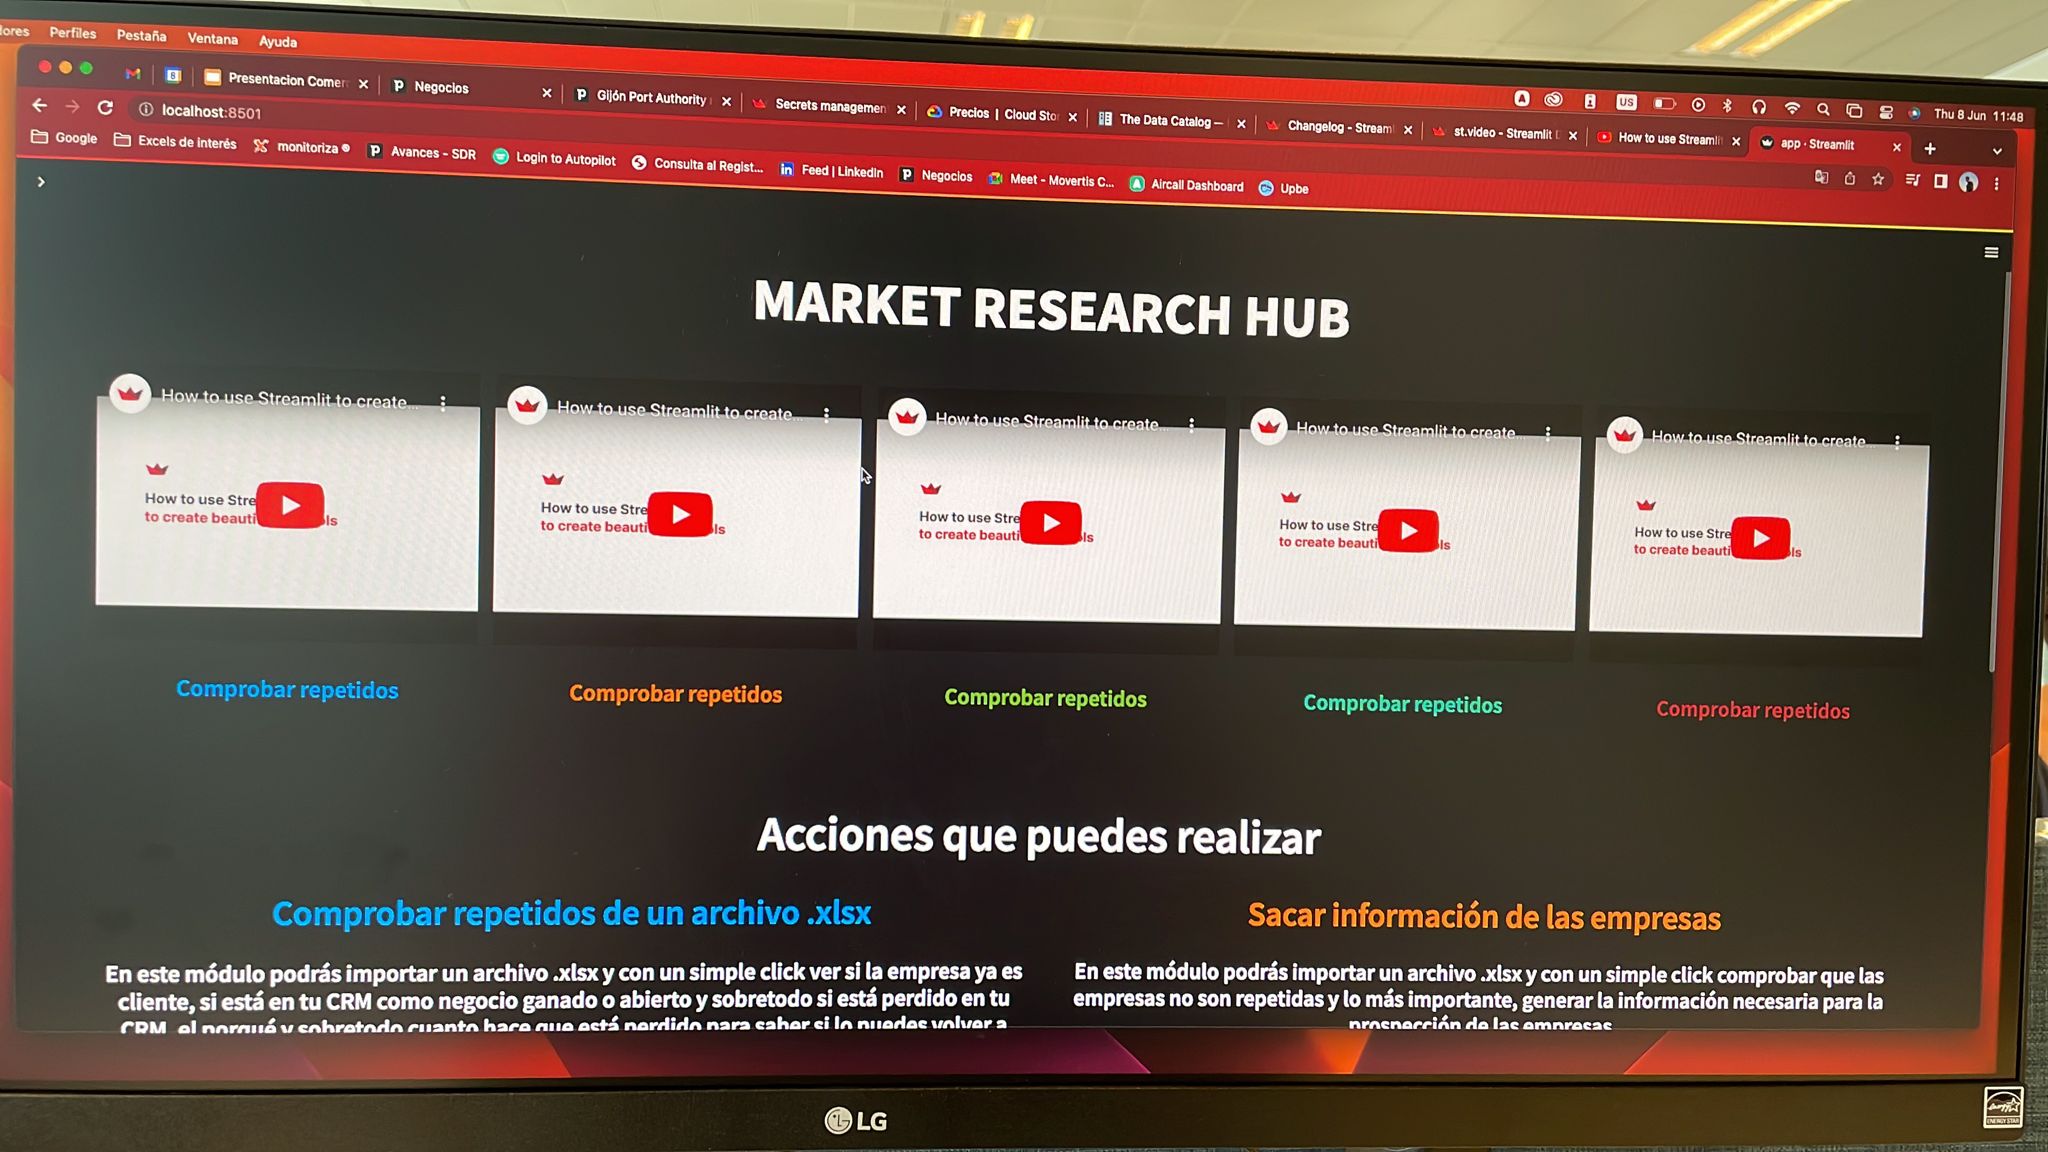 Perfiles Pestaña Ventana Ayuda
US Thu 8 Jun 11:48
Presentacion Comer Negocios Gijón Port Authority Secrets managemen Precios | Cloud Sto The Data Catalog — Changelog - Streaml st.video - Streamlit How to use Streamli app · Streamlit
localhost:8501
Google Excels de interés monitoriza Avances - SDR Login to Autopilot Consulta al Regist... Feed | LinkedIn Negocios Meet - Movertis C... Aircall Dashboard Upbe
MARKET RESEARCH HUB
How to use Streamlit to create... How to use Streamlit to create... How to use Streamlit to create... How to use Streamlit to create... How to use Streamlit to create...
How to use Stre How to use Stre How to use Stre How to use Stre How to use Stre
to create beauti ls to create beauti ls to create beauti ls to create beauti ls to create beauti ls
Comprobar repetidos Comprobar repetidos Comprobar repetidos Comprobar repetidos Comprobar repetidos
Acciones que puedes realizar
Comprobar repetidos de un archivo .xlsx
En este módulo podrás importar un archivo .xlsx y con un simple click ver si la empresa ya es
cliente, si está en tu CRM como negocio ganado o abierto y sobretodo si está perdido en tu
CRM, el porqué y sobretodo cuanto hace que está perdido para saber si lo puedes volver a
Sacar información de las empresas
En este módulo podrás importar un archivo .xlsx y con un simple click comprobar que las
empresas no son repetidas y lo más importante, generar la información necesaria para la
prospección de las empresas
LG
ENERGY STAR